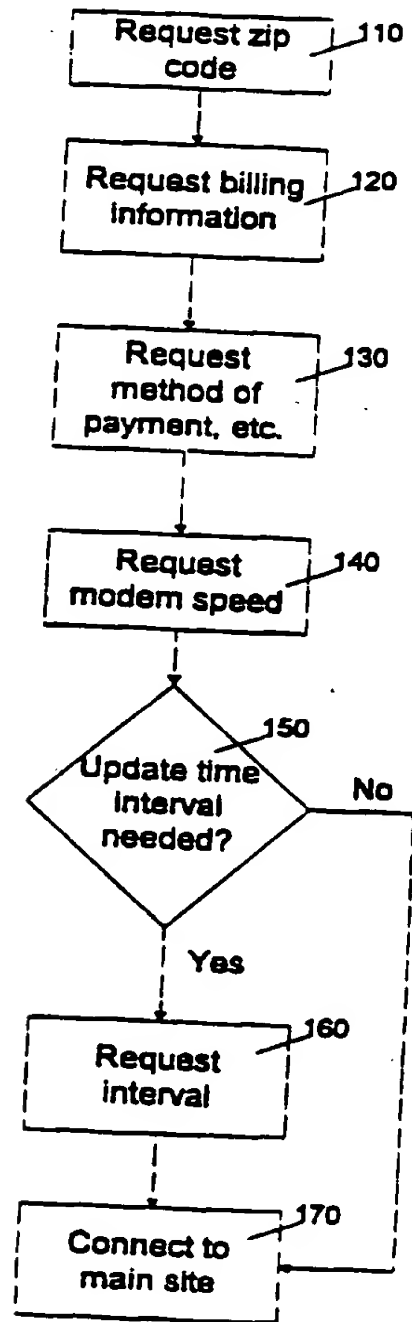 Request zip
code
110
Request billing
information
120
Request
method of
payment, etc.
130
Request
modem speed
140
150
Update time
interval
needed?
No
Yes
160
Request
interval
170
Connect to
main site